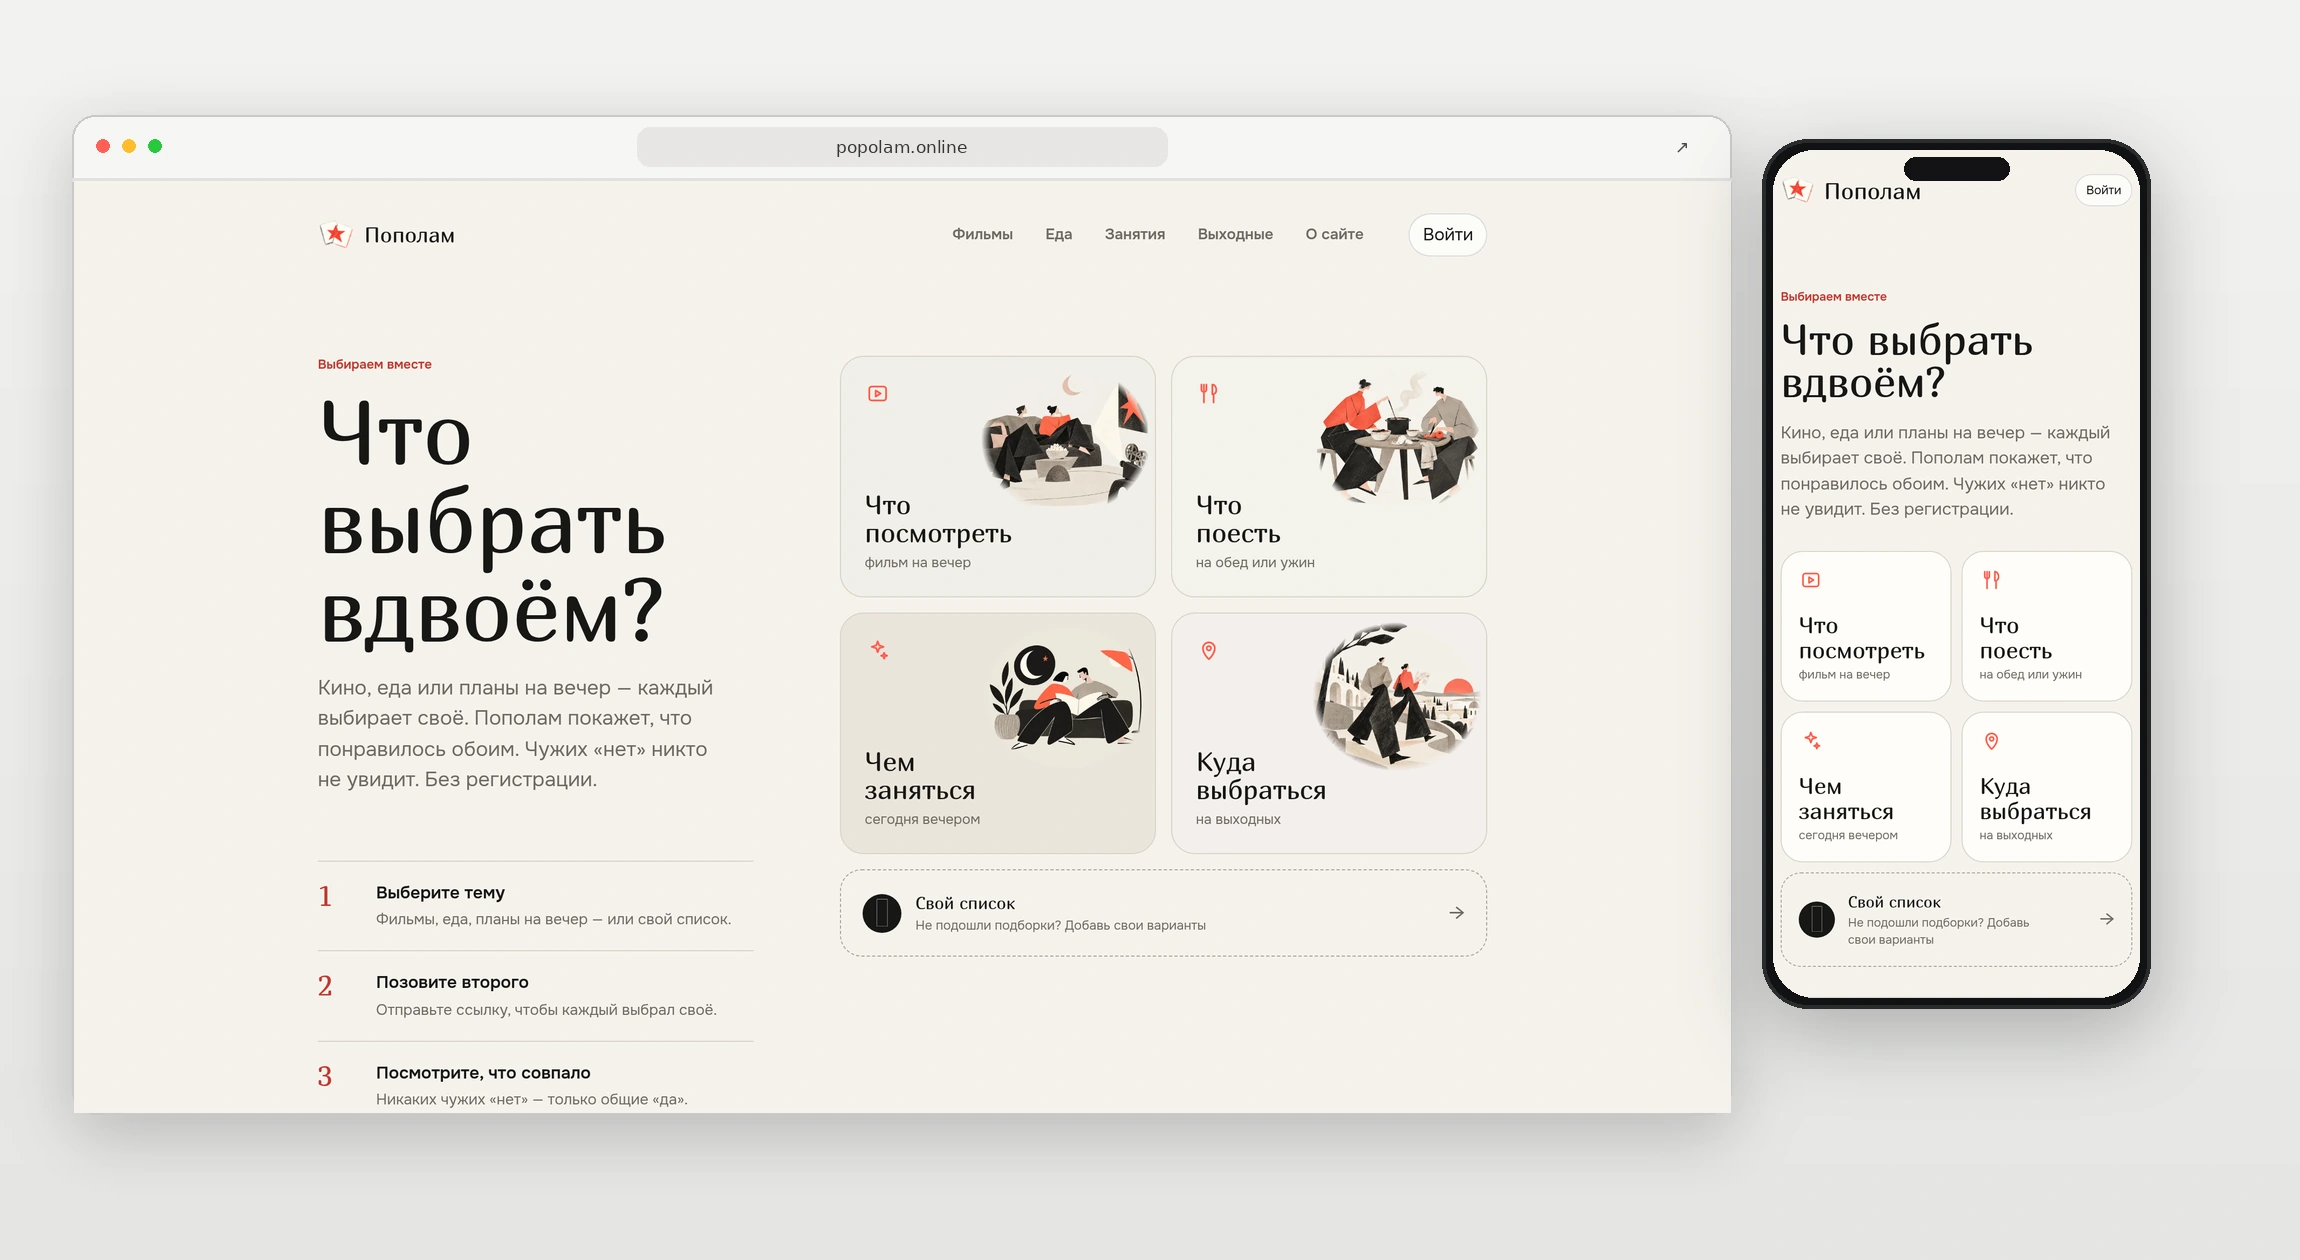 popolam.online
Пополам
Фильмы
Еда
Занятия
Выходные
О сайте
Войти
Выбираем вместе
Что
выбрать
вдвоём?
Кино, еда или планы на вечер — каждый
выбирает своё. Пополам покажет, что
понравилось обоим. Чужих «нет» никто
не увидит. Без регистрации.
1
Выберите тему
Фильмы, еда, планы на вечер — или свой список.
2
Позовите второго
Отправьте ссылку, чтобы каждый выбрал своё.
3
Посмотрите, что совпало
Никаких чужих «нет» — только общие «да».
Что
посмотреть
фильм на вечер
Что
поесть
на обед или ужин
Чем
заняться
сегодня вечером
Куда
выбраться
на выходных
Свой список
Не подошли подборки? Добавь свои варианты
Пополам
Войти
Выбираем вместе
Что выбрать
вдвоём?
Кино, еда или планы на вечер — каждый
выбирает своё. Пополам покажет, что
понравилось обоим. Чужих «нет» никто
не увидит. Без регистрации.
Что
посмотреть
фильм на вечер
Что
поесть
на обед или ужин
Чем
заняться
сегодня вечером
Куда
выбраться
на выходных
Свой список
Не подошли подборки? Добавь
свои варианты